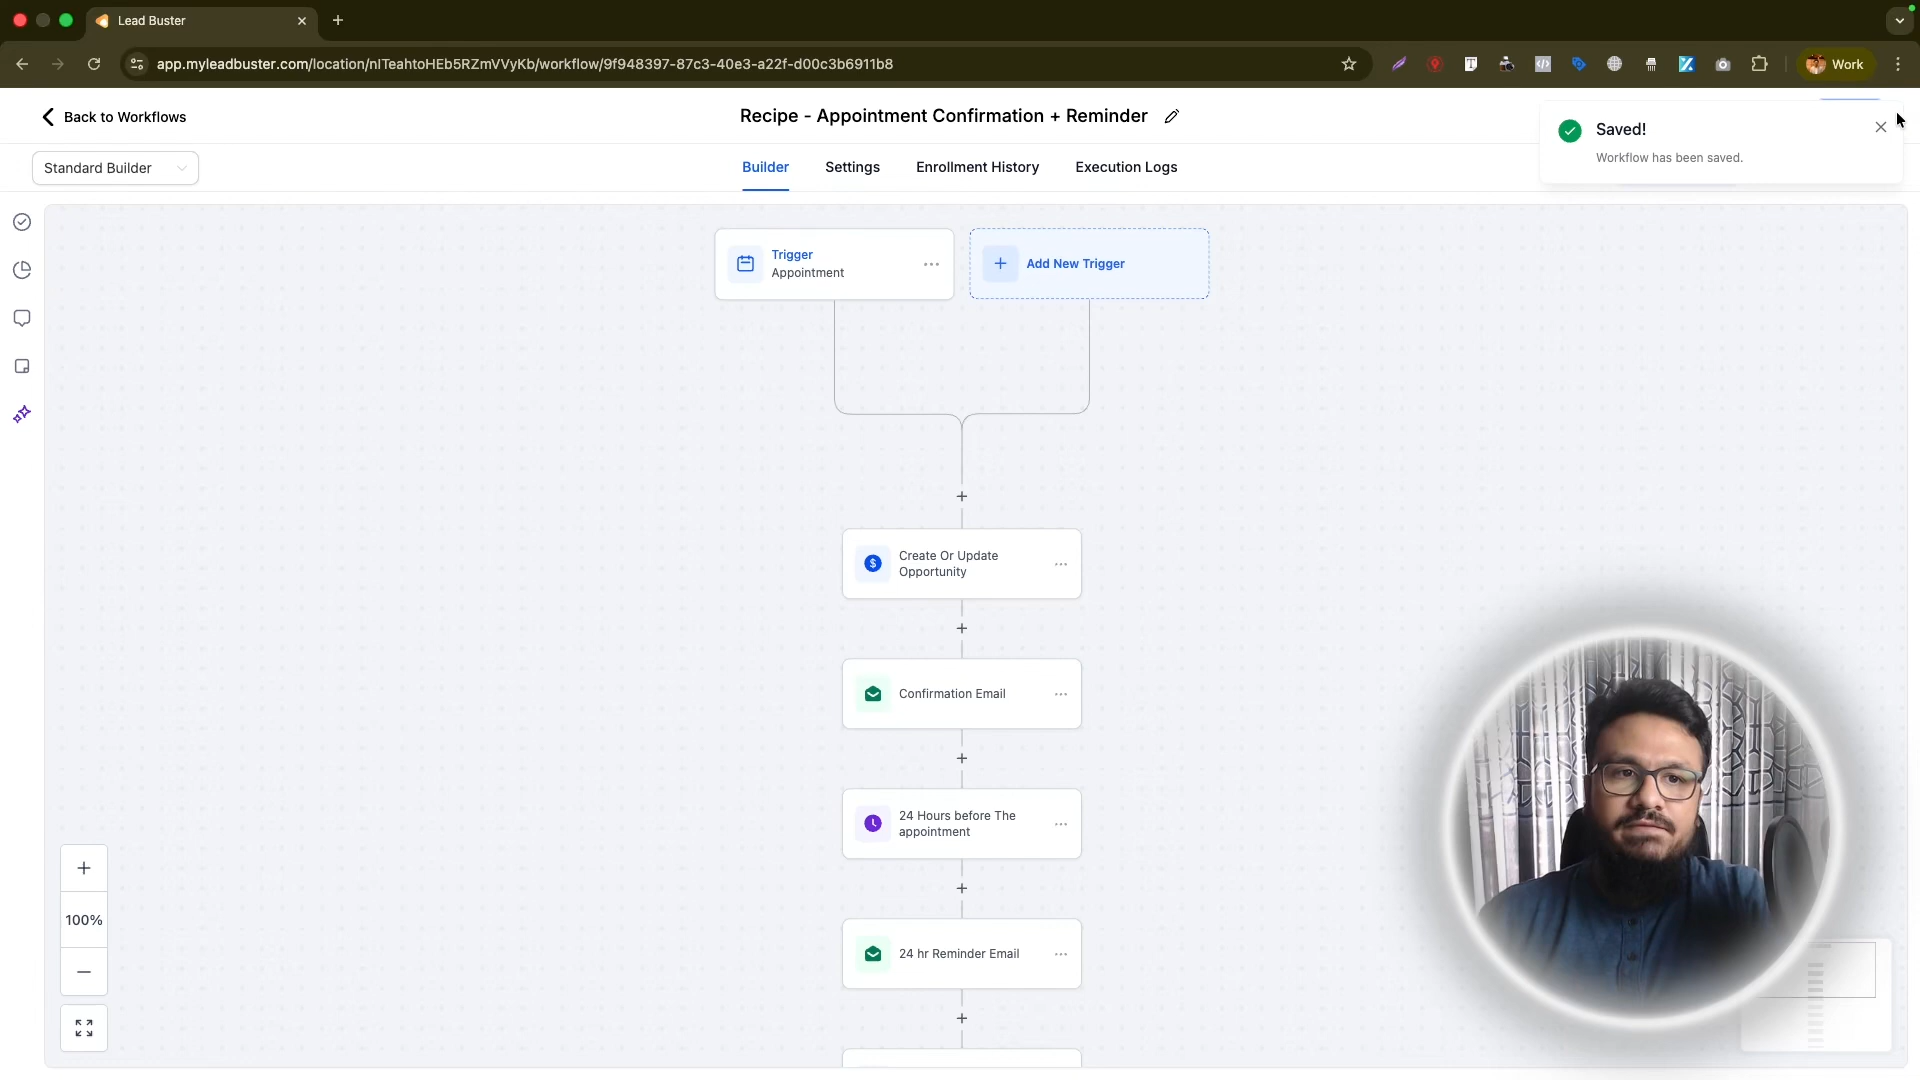 Lead Buster
app.myleadbuster.com/location/nITeahtoHEb5RZmVVyKb/workflow/9f948397-87c3-40e3-a22f-d00c3b6911b8
Work
Back to Workflows
Recipe - Appointment Confirmation + Reminder
Saved!
Workflow has been saved.
Standard Builder
Builder
Settings
Enrollment History
Execution Logs
Trigger
Appointment
Add New Trigger
Create Or Update
Opportunity
Confirmation Email
24 Hours before The
appointment
24 hr Reminder Email
100%